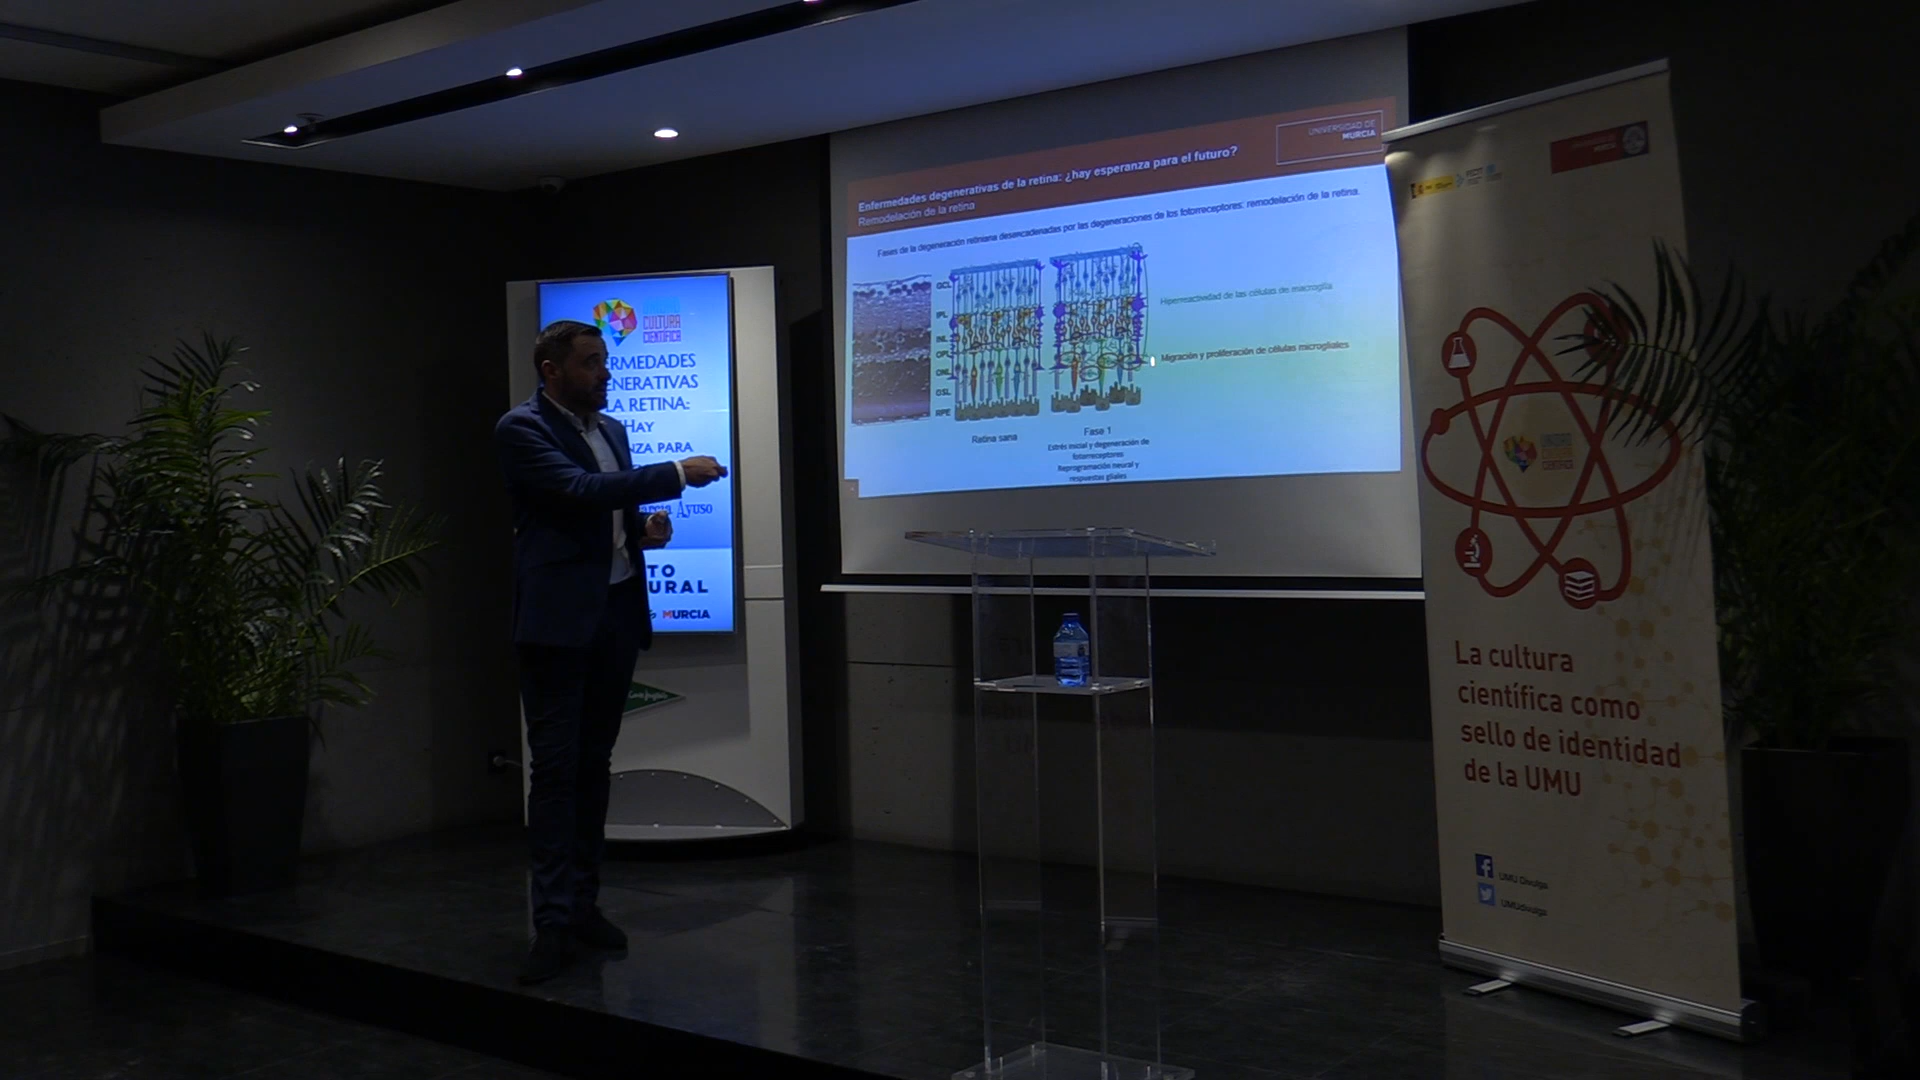 UNIVERSIDAD DE
MURCIA
Enfermedades degenerativas de la retina: ¿hay esperanza para el futuro?
Remodelación de la retina
Fases de la degeneración retiniana desencadenadas por las degeneraciones de los fotorreceptores: remodelación de la retina.
GCL
IPL
INL
OPL
ONL
OSL
RPE
Hiperreactividad de las células de macroglía
Migración y proliferación de células microgliales
Retina sana
Fase 1
Estrés inicial y degeneración de
fotorreceptores
Reprogramación neural y
respuestas gliales
CULTURA
CIENTÍFICA
ERMEDADES
ENERATIVAS
LA RETINA:
¿HAY
NZA PARA
arcía Ayuso
TO
URAL
MURCIA
La cultura
científica como
sello de identidad
de la UMU
UMU Divulga
UMUdivulga